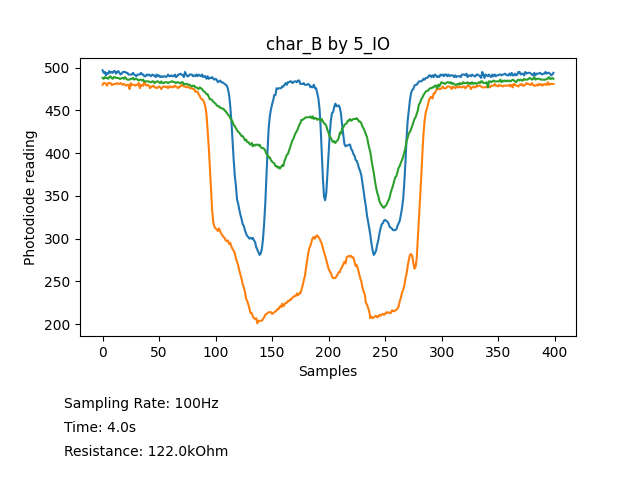 char_B by 5_IO
500
450
400
350
300
250
200
Photodiode reading
0 50 100 150 200 250 300 350 400
Samples
Sampling Rate: 100Hz
Time: 4.0s
Resistance: 122.0kOhm